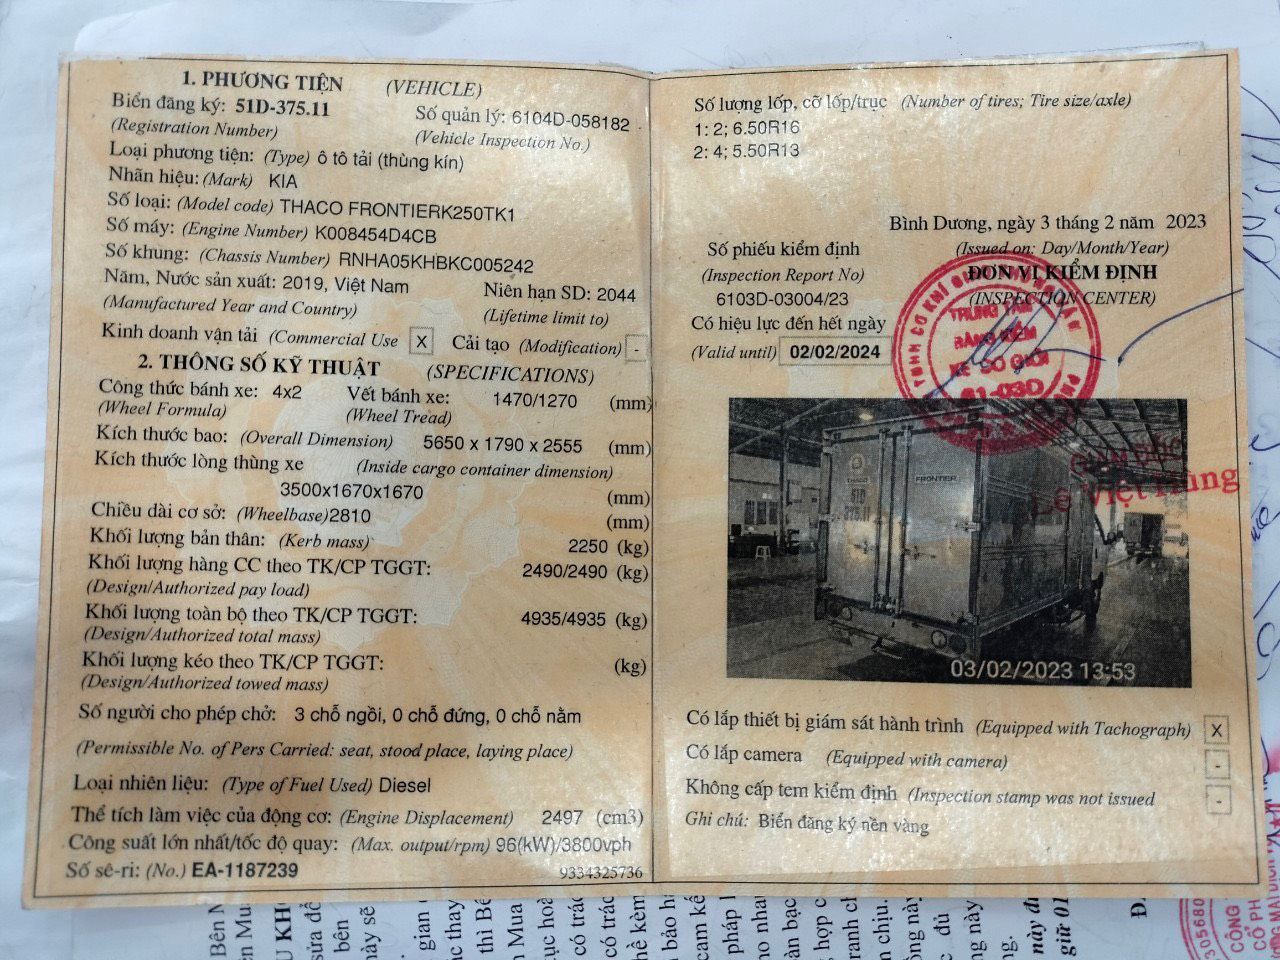 1. PHƯƠNG TIỆN (VEHICLE)
Biển đăng ký: 51D-375.11 Số quản lý: 6104D-058182
(Registration Number) (Vehicle Inspection No.)
Loại phương tiện: (Type) ô tô tải (thùng kín)
Nhãn hiệu: (Mark) KIA
Số loại: (Model code) THACO FRONTIERK250TK1
Số máy: (Engine Number) K008454D4CB
Số khung: (Chassis Number) RNHA05KHBKC005242
Năm, Nước sản xuất: 2019, Việt Nam Niên hạn SD: 2044
(Manufactured Year and Country) (Lifetime limit to)
Kinh doanh vận tải (Commercial Use X Cải tạo (Modification) -
2. THÔNG SỐ KỸ THUẬT (SPECIFICATIONS)
Công thức bánh xe: 4x2 Vết bánh xe: 1470/1270 (mm)
(Wheel Formula) (Wheel Tread)
Kích thước bao: (Overall Dimension) 5650 x 1790 x 2555 (mm)
Kích thước lòng thùng xe (Inside cargo container dimension)
3500x1670x1670 (mm)
Chiều dài cơ sở: (Wheelbase)2810 (mm)
Khối lượng bản thân: (Kerb mass) 2250 (kg)
Khối lượng hàng CC theo TK/CP TGGT: 2490/2490 (kg)
(Design/Authorized pay load)
Khối lượng toàn bộ theo TK/CP TGGT: 4935/4935 (kg)
(Design/Authorized total mass)
Khối lượng kéo theo TK/CP TGGT: (kg)
(Design/Authorized towed mass)
Số người cho phép chở: 3 chỗ ngồi, 0 chỗ đứng, 0 chỗ nằm
(Permissible No. of Pers Carried: seat, stood place, laying place)
Loại nhiên liệu: (Type of Fuel Used) Diesel
Thể tích làm việc của động cơ: (Engine Displacement) 2497 (cm3)
Công suất lớn nhất/tốc độ quay: (Max. output/rpm) 96(kW)/3800vph
Số sê-ri: (No.) EA-1187239 9334325736
Số lượng lốp, cỡ lốp/trục (Number of tires; Tire size/axle)
1: 2; 6.50R16
2: 4; 5.50R13
Bình Dương, ngày 3 tháng 2 năm 2023
Số phiếu kiểm định (Issued on: Day/Month/Year)
(Inspection Report No) ĐƠN VỊ KIỂM ĐỊNH
6103D-03004/23 (INSPECTION CENTER)
Có hiệu lực đến hết ngày
(Valid until) 02/02/2024
TRUNG TÂM
ĐĂNG KIỂM
XE CƠ GIỚI
61-03D
Lê Việt Hùng
THACO FRONTIER
51D
375.11
03/02/2023 13:53
Có lắp thiết bị giám sát hành trình (Equipped with Tachograph) X
Có lắp camera (Equipped with camera) -
Không cấp tem kiểm định (Inspection stamp was not issued -
Ghi chú: Biển đăng ký nền vàng